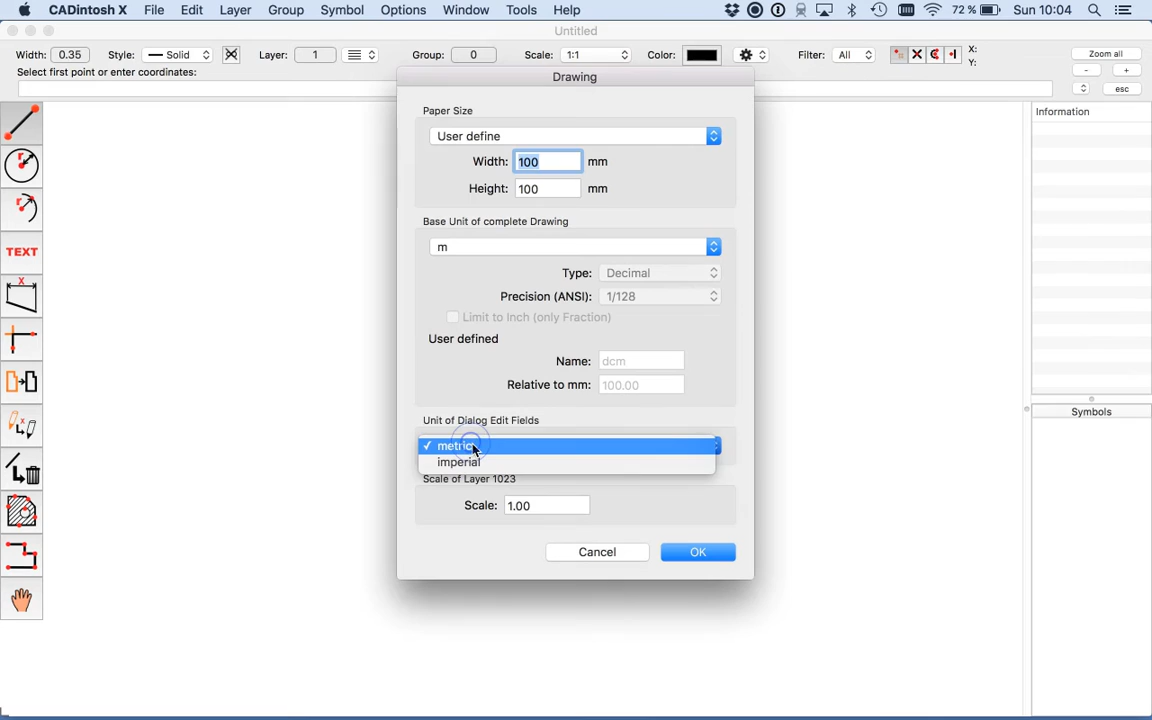 CADintosh X File Edit Layer Group Symbol Options Window Tools Help 72 % Sun 10:04
Untitled
Width: 0.35 Style: Solid Layer: 1 Group: 0 Scale: 1:1 Color: Filter: All X: Zoom all
Y:
Select first point or enter coordinates: - +
esc
Drawing
Information
Paper Size
User define
Width: 100 mm
Height: 100 mm
Base Unit of complete Drawing
m
TEXT
Type: Decimal
X
Precision (ANSI): 1/128
Limit to Inch (only Fraction)
User defined
Name: dcm
Relative to mm: 100.00
Symbols
Unit of Dialog Edit Fields
✓ metric
imperial
Scale of Layer 1023
Scale: 1.00
Cancel OK